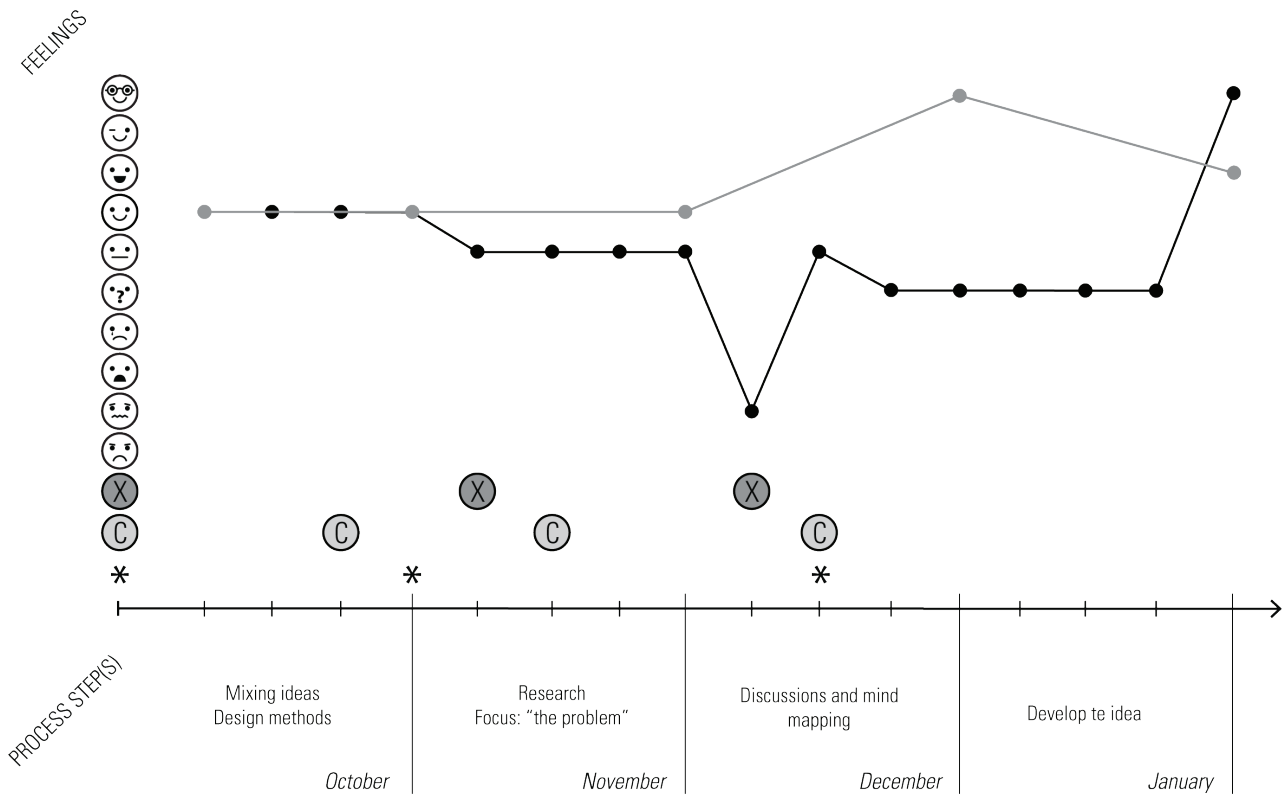 FEELINGS
X
X
X
C
C
C
C
*
*
*
PROCESS STEP(S)
Mixing ideas
Design methods
October
Research
Focus: “the problem“
November
Discussions and mind
mapping
December
Develop te idea
January